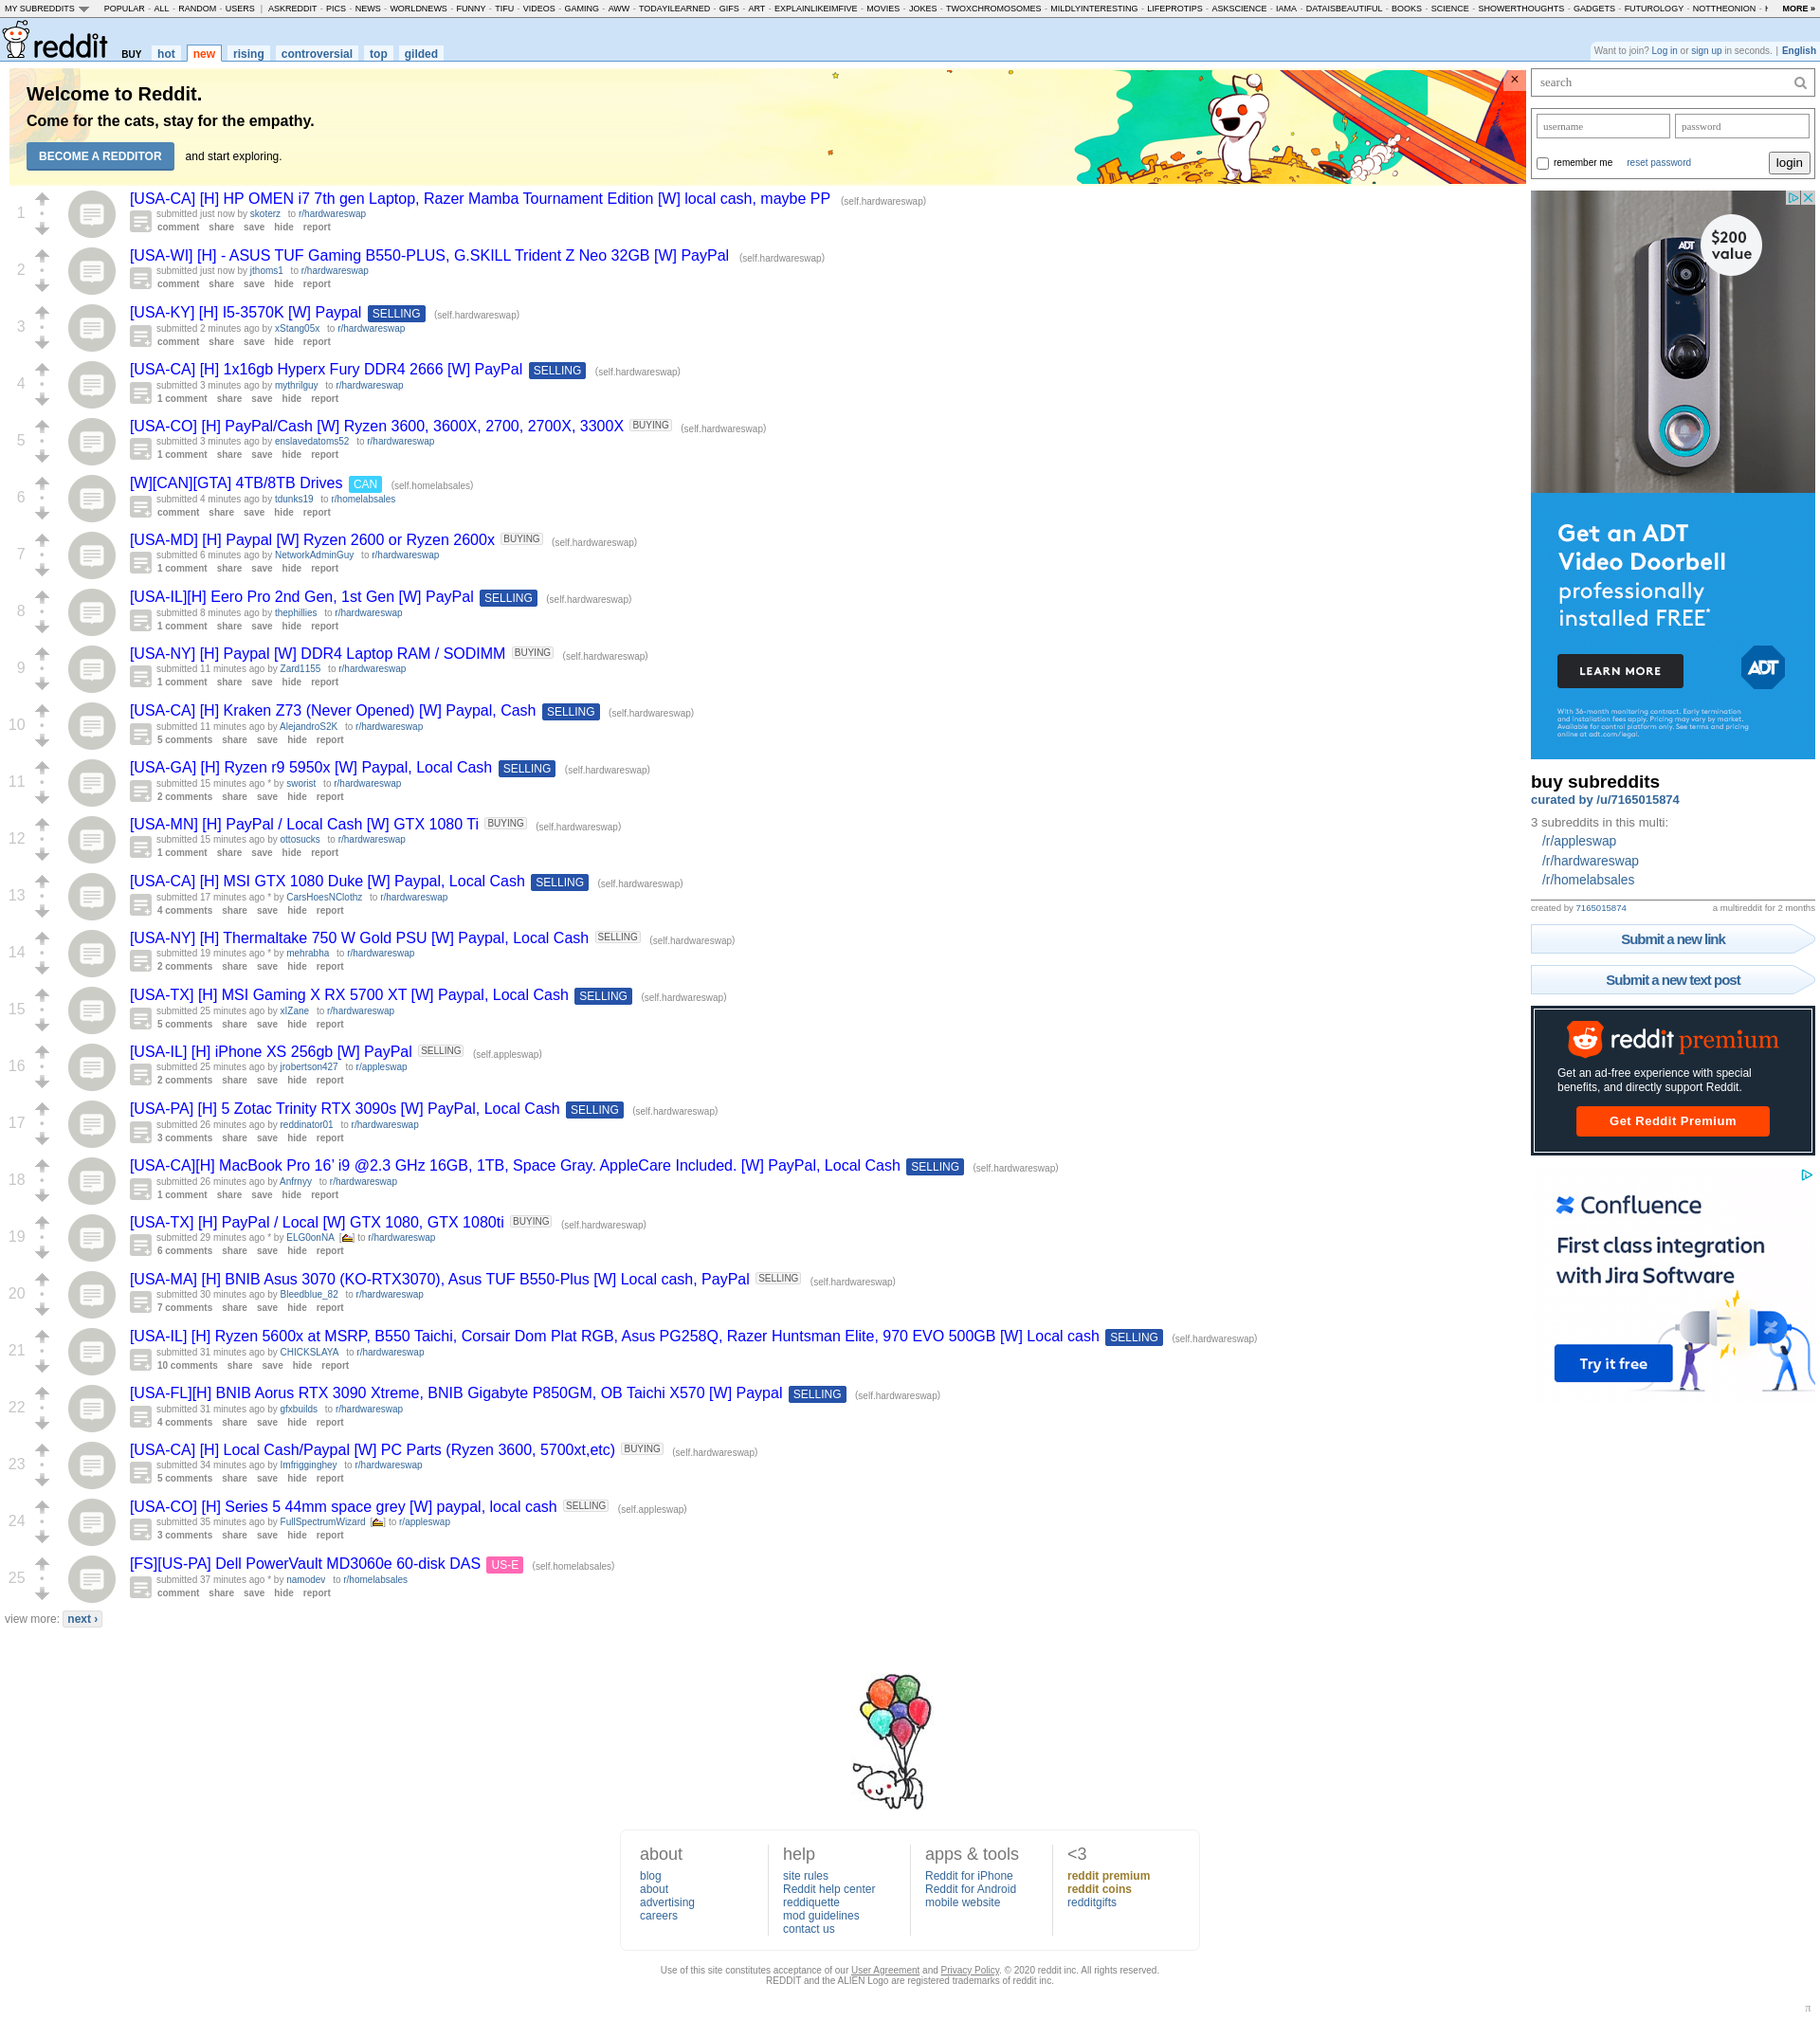 MY SUBREDDITS POPULAR - ALL - RANDOM - USERS | ASKREDDIT - PICS - NEWS - WORLDNEWS - FUNNY - TIFU - VIDEOS - GAMING - AWW - TODAYILEARNED - GIFS - ART - EXPLAINLIKEIMFIVE - MOVIES - JOKES - TWOXCHROMOSOMES - MILDLYINTERESTING - LIFEPROTIPS - ASKSCIENCE - IAMA - DATAISBEAUTIFUL - BOOKS - SCIENCE - SHOWERTHOUGHTS - GADGETS - FUTUROLOGY - NOTTHEONION - MORE »
reddit BUY hot new rising controversial top gilded
Want to join? Log in or sign up in seconds. | English
Welcome to Reddit.
Come for the cats, stay for the empathy.
BECOME A REDDITOR and start exploring.
×
1
[USA-CA] [H] HP OMEN i7 7th gen Laptop, Razer Mamba Tournament Edition [W] local cash, maybe PP (self.hardwareswap)
submitted just now by skoterz to r/hardwareswap
comment share save hide report
2
[USA-WI] [H] - ASUS TUF Gaming B550-PLUS, G.SKILL Trident Z Neo 32GB [W] PayPal (self.hardwareswap)
submitted just now by jthoms1 to r/hardwareswap
comment share save hide report
3
[USA-KY] [H] I5-3570K [W] Paypal SELLING (self.hardwareswap)
submitted 2 minutes ago by xStang05x to r/hardwareswap
comment share save hide report
4
[USA-CA] [H] 1x16gb Hyperx Fury DDR4 2666 [W] PayPal SELLING (self.hardwareswap)
submitted 3 minutes ago by mythrilguy to r/hardwareswap
1 comment share save hide report
5
[USA-CO] [H] PayPal/Cash [W] Ryzen 3600, 3600X, 2700, 2700X, 3300X BUYING (self.hardwareswap)
submitted 3 minutes ago by enslavedatoms52 to r/hardwareswap
1 comment share save hide report
6
[W][CAN][GTA] 4TB/8TB Drives CAN (self.homelabsales)
submitted 4 minutes ago by tdunks19 to r/homelabsales
comment share save hide report
7
[USA-MD] [H] Paypal [W] Ryzen 2600 or Ryzen 2600x BUYING (self.hardwareswap)
submitted 6 minutes ago by NetworkAdminGuy to r/hardwareswap
1 comment share save hide report
8
[USA-IL][H] Eero Pro 2nd Gen, 1st Gen [W] PayPal SELLING (self.hardwareswap)
submitted 8 minutes ago by thephillies to r/hardwareswap
1 comment share save hide report
9
[USA-NY] [H] Paypal [W] DDR4 Laptop RAM / SODIMM BUYING (self.hardwareswap)
submitted 11 minutes ago by Zard1155 to r/hardwareswap
1 comment share save hide report
10
[USA-CA] [H] Kraken Z73 (Never Opened) [W] Paypal, Cash SELLING (self.hardwareswap)
submitted 11 minutes ago by AlejandroS2K to r/hardwareswap
5 comments share save hide report
11
[USA-GA] [H] Ryzen r9 5950x [W] Paypal, Local Cash SELLING (self.hardwareswap)
submitted 15 minutes ago * by sworist to r/hardwareswap
2 comments share save hide report
12
[USA-MN] [H] PayPal / Local Cash [W] GTX 1080 Ti BUYING (self.hardwareswap)
submitted 15 minutes ago by ottosucks to r/hardwareswap
1 comment share save hide report
13
[USA-CA] [H] MSI GTX 1080 Duke [W] Paypal, Local Cash SELLING (self.hardwareswap)
submitted 17 minutes ago * by CarsHoesNClothz to r/hardwareswap
4 comments share save hide report
14
[USA-NY] [H] Thermaltake 750 W Gold PSU [W] Paypal, Local Cash SELLING (self.hardwareswap)
submitted 19 minutes ago * by mehrabha to r/hardwareswap
2 comments share save hide report
15
[USA-TX] [H] MSI Gaming X RX 5700 XT [W] Paypal, Local Cash SELLING (self.hardwareswap)
submitted 25 minutes ago by xIZane to r/hardwareswap
5 comments share save hide report
16
[USA-IL] [H] iPhone XS 256gb [W] PayPal SELLING (self.appleswap)
submitted 25 minutes ago by jrobertson427 to r/appleswap
2 comments share save hide report
17
[USA-PA] [H] 5 Zotac Trinity RTX 3090s [W] PayPal, Local Cash SELLING (self.hardwareswap)
submitted 26 minutes ago by reddinator01 to r/hardwareswap
3 comments share save hide report
18
[USA-CA][H] MacBook Pro 16’ i9 @2.3 GHz 16GB, 1TB, Space Gray. AppleCare Included. [W] PayPal, Local Cash SELLING (self.hardwareswap)
submitted 26 minutes ago by Anfrnyy to r/hardwareswap
1 comment share save hide report
19
[USA-TX] [H] PayPal / Local [W] GTX 1080, GTX 1080ti BUYING (self.hardwareswap)
submitted 29 minutes ago * by ELG0onNA [] to r/hardwareswap
6 comments share save hide report
20
[USA-MA] [H] BNIB Asus 3070 (KO-RTX3070), Asus TUF B550-Plus [W] Local cash, PayPal SELLING (self.hardwareswap)
submitted 30 minutes ago by Bleedblue_82 to r/hardwareswap
7 comments share save hide report
21
[USA-IL] [H] Ryzen 5600x at MSRP, B550 Taichi, Corsair Dom Plat RGB, Asus PG258Q, Razer Huntsman Elite, 970 EVO 500GB [W] Local cash SELLING (self.hardwareswap)
submitted 31 minutes ago by CHICKSLAYA to r/hardwareswap
10 comments share save hide report
22
[USA-FL][H] BNIB Aorus RTX 3090 Xtreme, BNIB Gigabyte P850GM, OB Taichi X570 [W] Paypal SELLING (self.hardwareswap)
submitted 31 minutes ago by gfxbuilds to r/hardwareswap
4 comments share save hide report
23
[USA-CA] [H] Local Cash/Paypal [W] PC Parts (Ryzen 3600, 5700xt,etc) BUYING (self.hardwareswap)
submitted 34 minutes ago by Imfrigginghey to r/hardwareswap
5 comments share save hide report
24
[USA-CO] [H] Series 5 44mm space grey [W] paypal, local cash SELLING (self.appleswap)
submitted 35 minutes ago by FullSpectrumWizard [] to r/appleswap
3 comments share save hide report
25
[FS][US-PA] Dell PowerVault MD3060e 60-disk DAS US-E (self.homelabsales)
submitted 37 minutes ago * by namodev to r/homelabsales
comment share save hide report
view more: next ›
search
username password
remember me reset password login
ADT
$200
value
Get an ADT
Video Doorbell
professionally
installed FREE*
LEARN MORE ADT
With 36-month monitoring contract. Early termination
and installation fees apply. Pricing may vary by market.
Available for control platform only. See terms and pricing
online at adt.com/legal.
buy subreddits
curated by /u/7165015874
3 subreddits in this multi:
/r/appleswap
/r/hardwareswap
/r/homelabsales
created by 7165015874 a multireddit for 2 months
Submit a new link
Submit a new text post
reddit premium
Get an ad-free experience with special
benefits, and directly support Reddit.
Get Reddit Premium
Confluence
First class integration
with Jira Software
Try it free
about
blog
about
advertising
careers
help
site rules
Reddit help center
reddiquette
mod guidelines
contact us
apps & tools
Reddit for iPhone
Reddit for Android
mobile website
<3
reddit premium
reddit coins
redditgifts
Use of this site constitutes acceptance of our User Agreement and Privacy Policy. © 2020 reddit inc. All rights reserved.
REDDIT and the ALIEN Logo are registered trademarks of reddit inc.
π